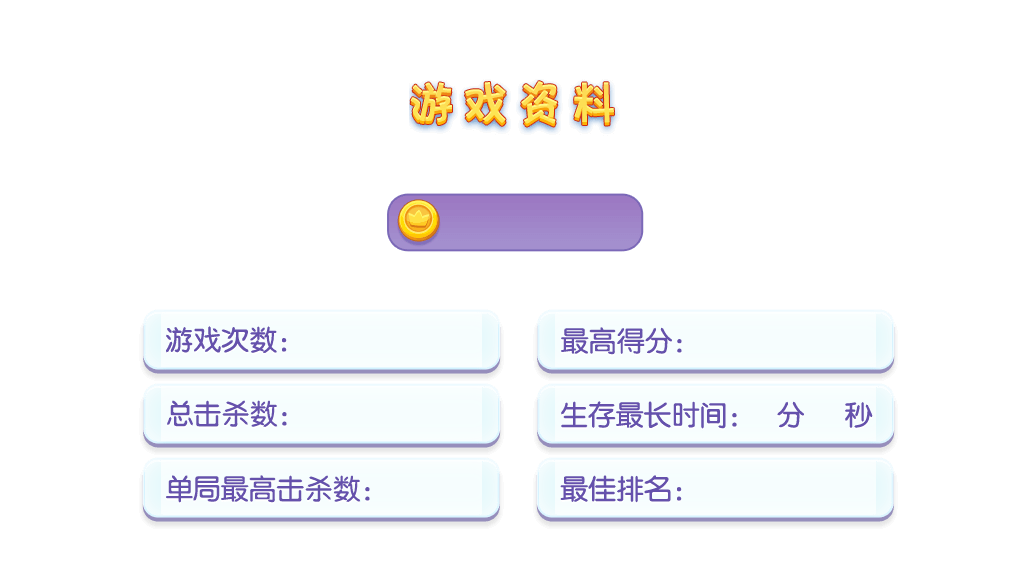 游戏资料
游戏次数：
最高得分：
总击杀数：
生存最长时间： 分 秒
单局最高击杀数：
最佳排名：